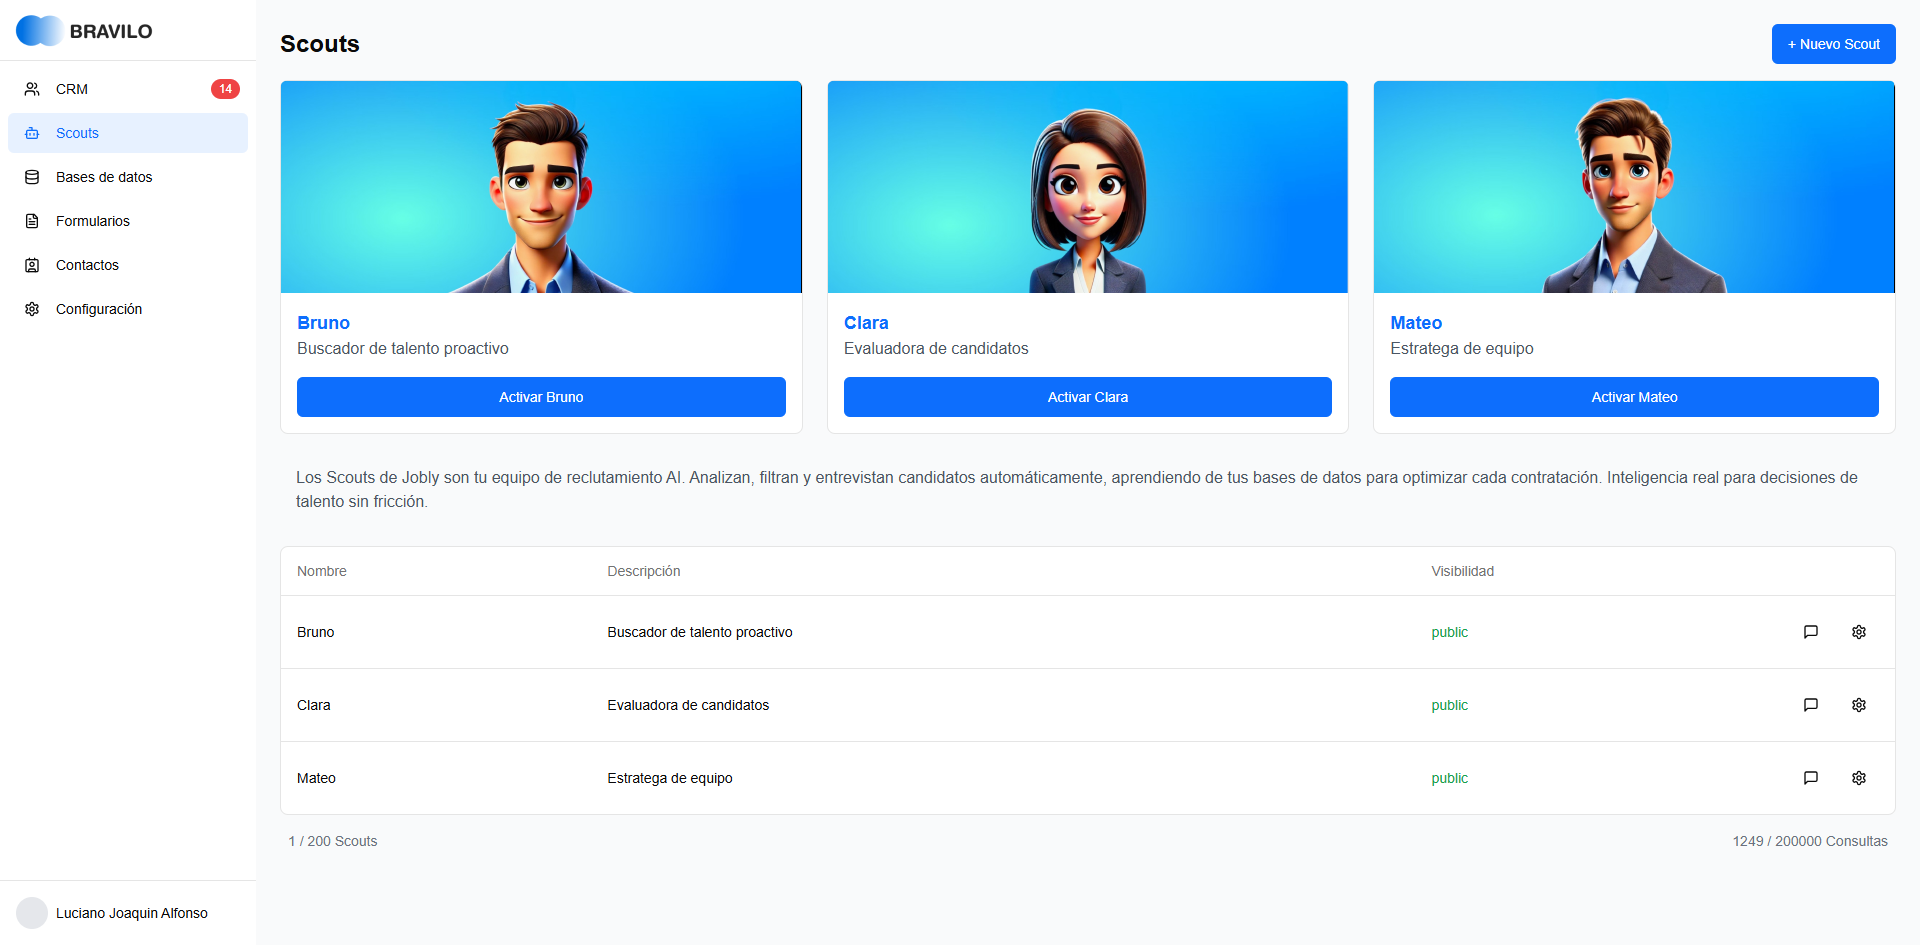 BRAVILO
CRM
14
Scouts
Bases de datos
Formularios
Contactos
Configuración
Luciano Joaquin Alfonso
Scouts
+ Nuevo Scout
Bruno
Buscador de talento proactivo
Activar Bruno
Clara
Evaluadora de candidatos
Activar Clara
Mateo
Estratega de equipo
Activar Mateo
Los Scouts de Jobly son tu equipo de reclutamiento AI. Analizan, filtran y entrevistan candidatos automáticamente, aprendiendo de tus bases de datos para optimizar cada contratación. Inteligencia real para decisiones de
talento sin fricción.
Nombre Descripción Visibilidad
Bruno Buscador de talento proactivo public
Clara Evaluadora de candidatos public
Mateo Estratega de equipo public
1 / 200 Scouts 1249 / 200000 Consultas